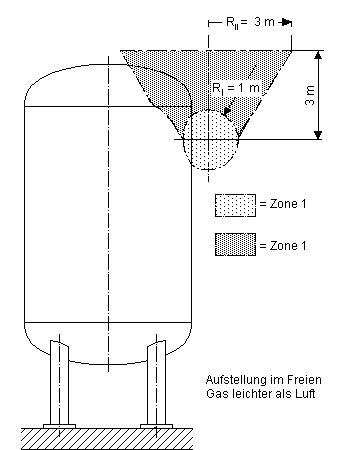 R_II = 3 m
R_I = 1 m
3 m
= Zone 1
= Zone 1
Aufstellung im Freien
Gas leichter als Luft